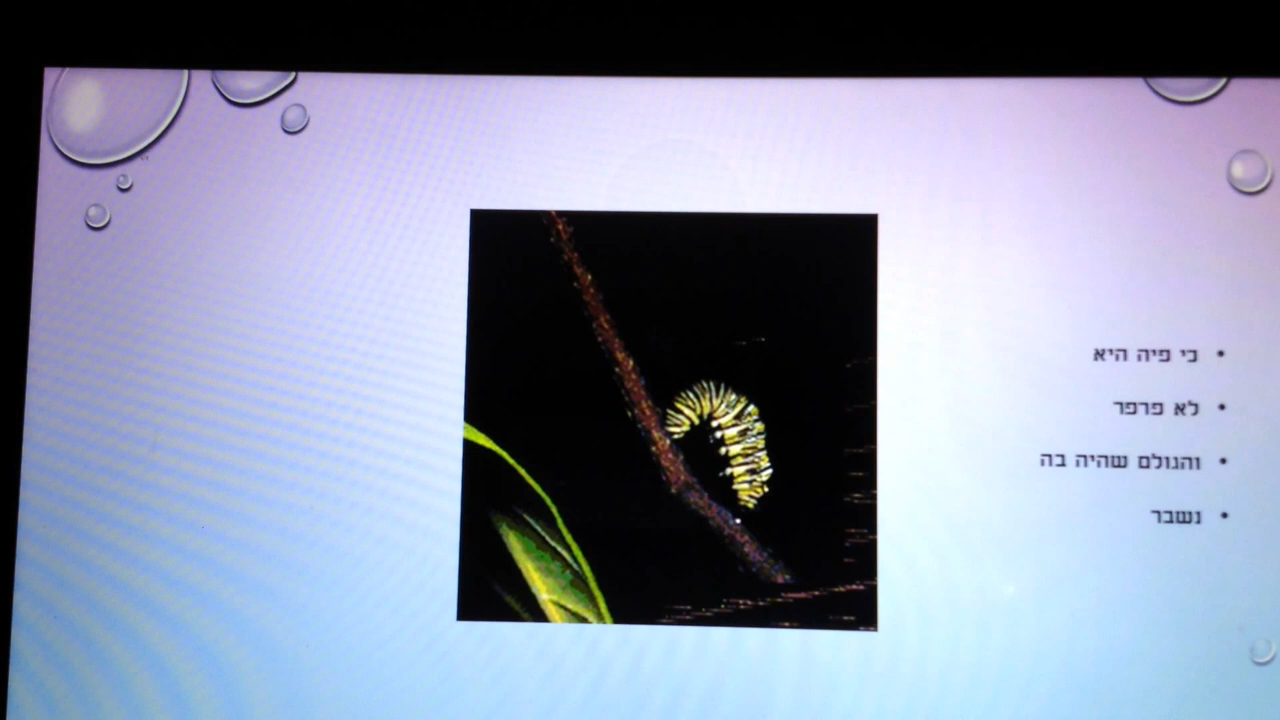 • כי פיה היא
• לא פרפר
• והגולם שהיה בה
• נשבר